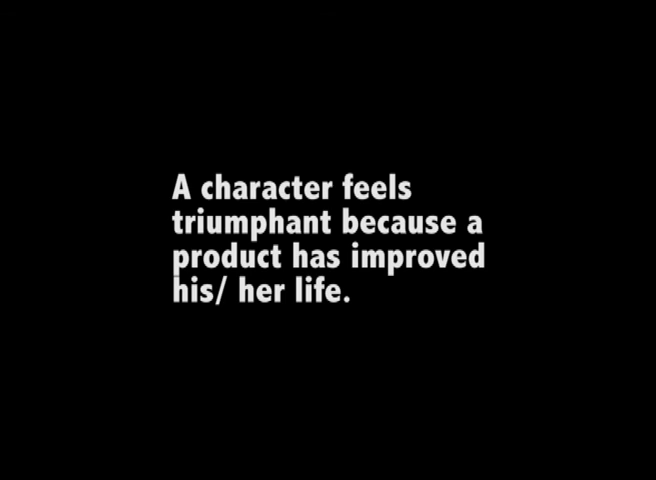 A character feels
triumphant because a
product has improved
his/ her life.